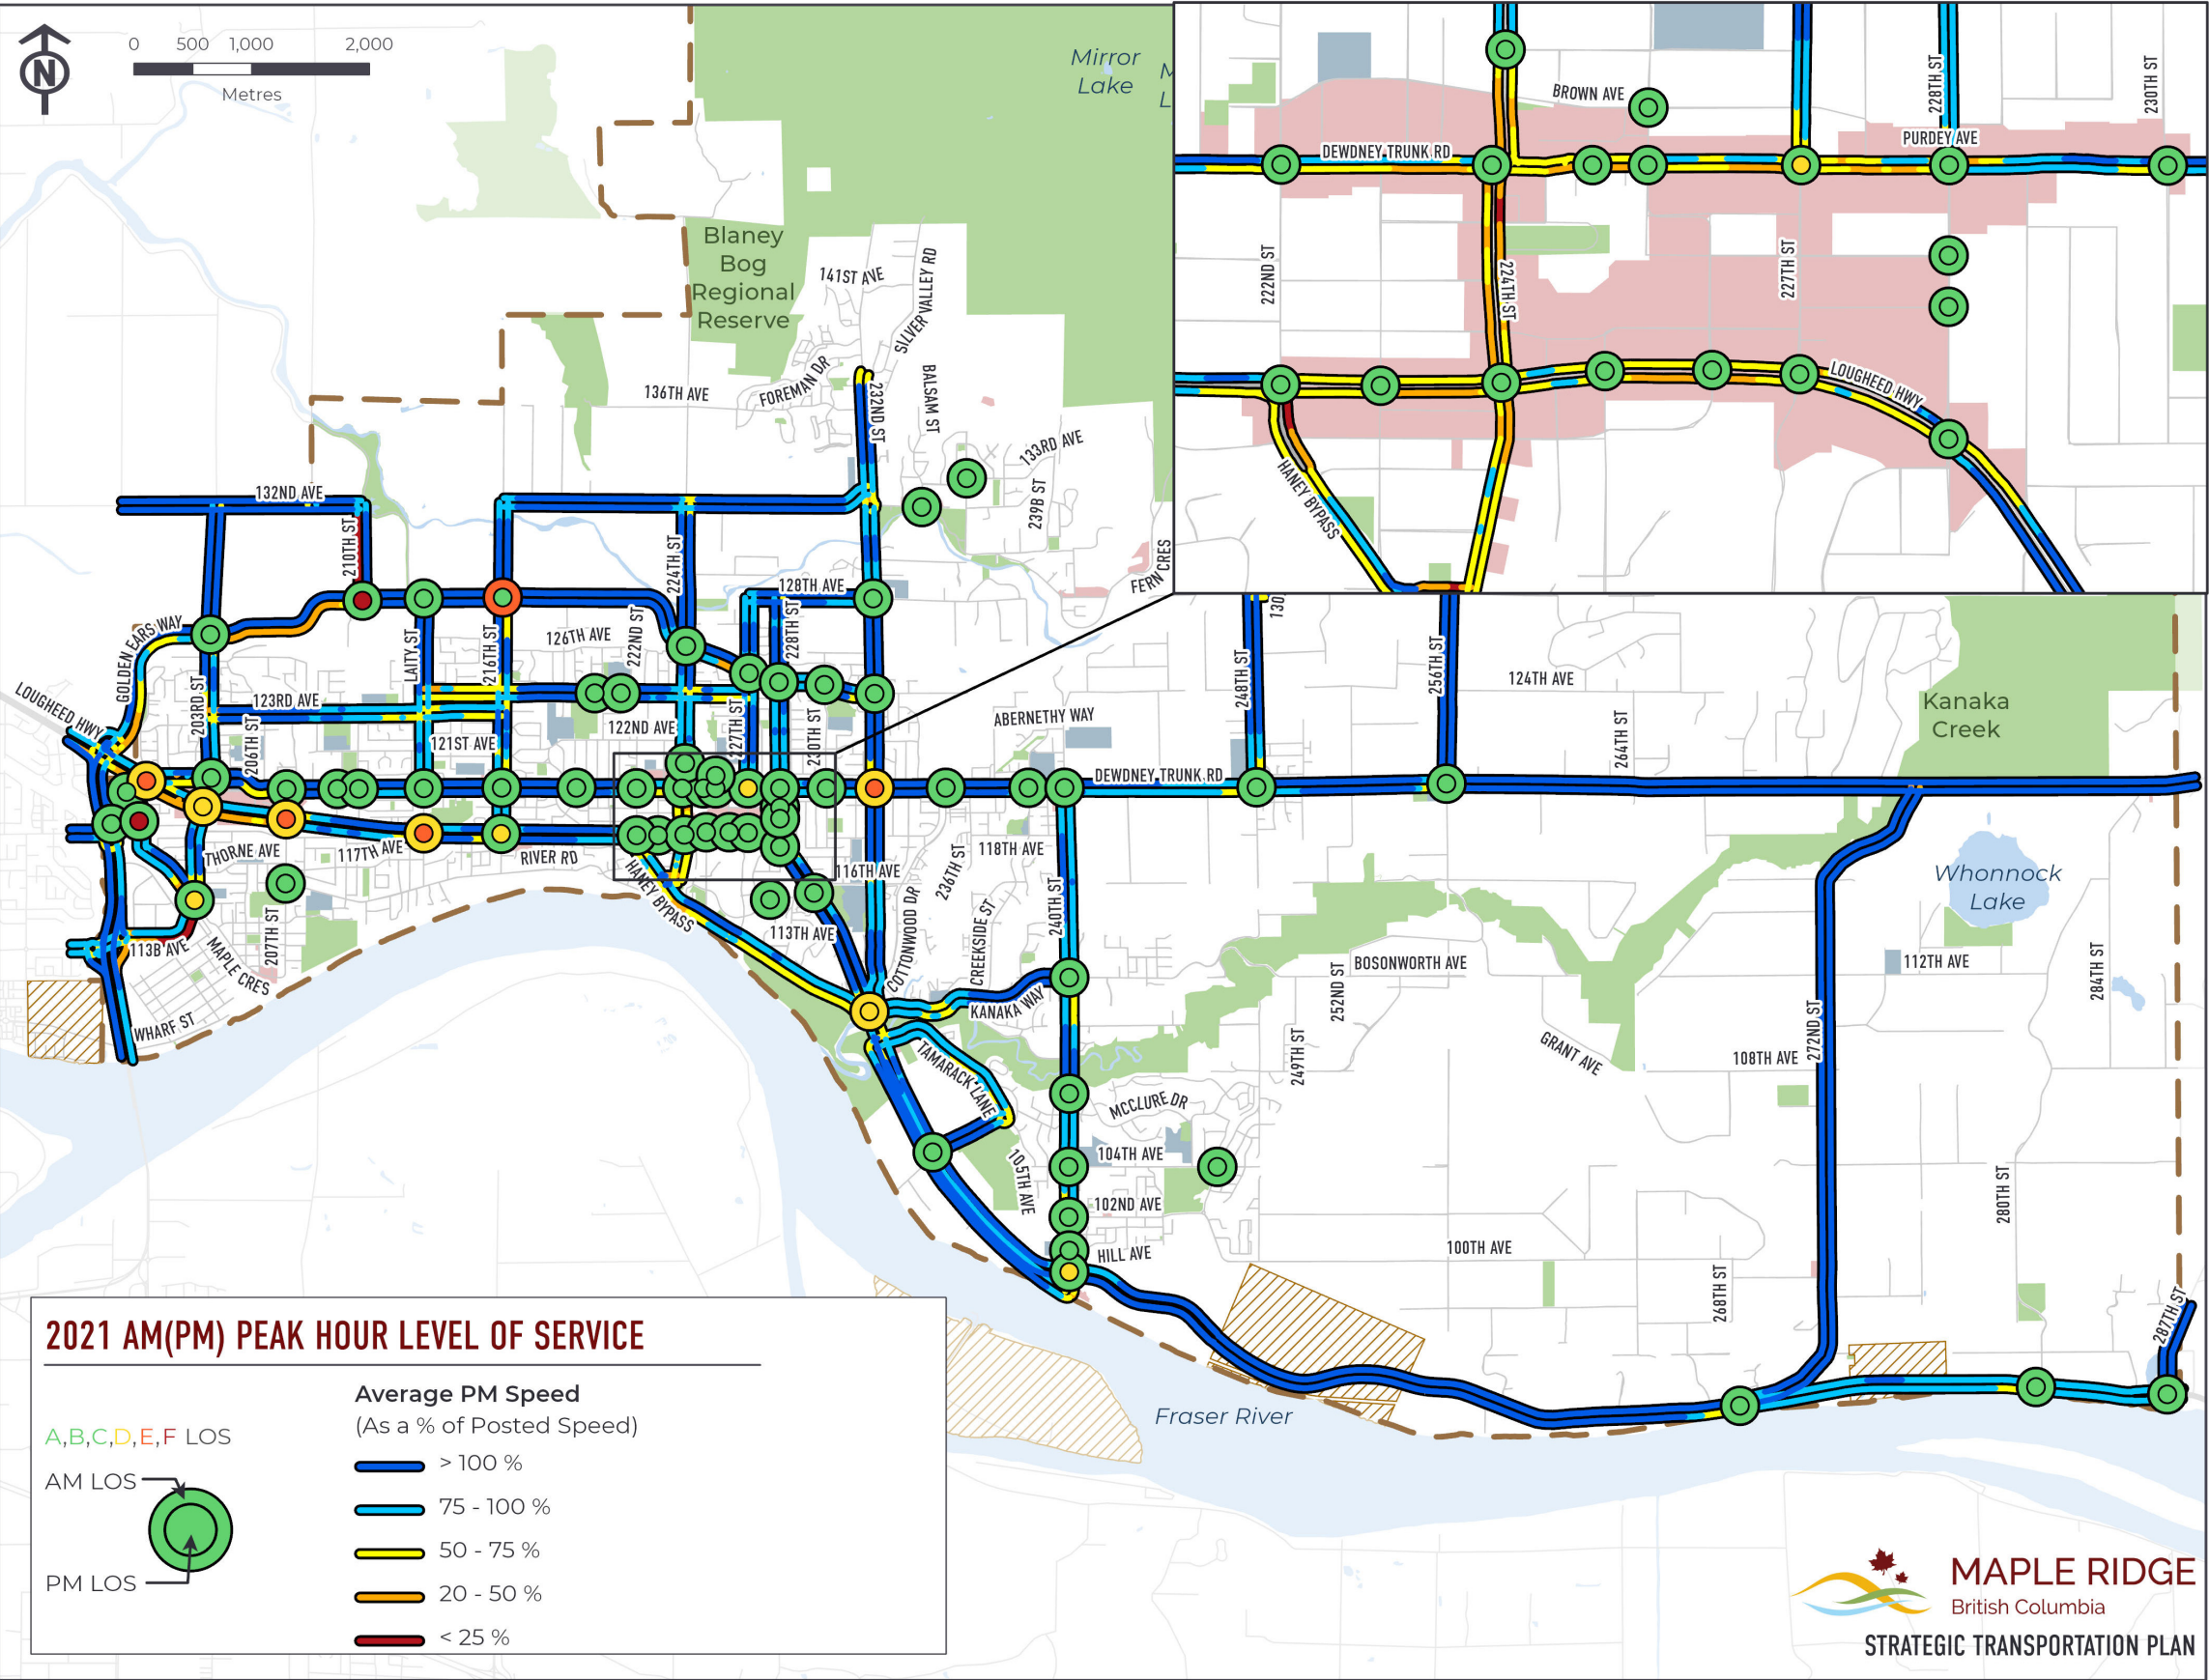 0 500 1,000 2,000
Metres
N
Mirror
Lake
M
L
Blaney
Bog
Regional
Reserve
141ST AVE
SILVER VALLEY RD
FOREMAN DR
136TH AVE
232ND ST
BALSAM ST
133RD AVE
239B ST
FERN CRES
132ND AVE
210TH ST
224TH ST
128TH AVE
228TH ST
GOLDEN EARS WAY
LAITY ST
216TH ST
126TH AVE
222ND ST
LOUGHEED HWY
203RD ST
123RD AVE
206TH ST
121ST AVE
122ND AVE
227TH ST
230TH ST
ABERNETHY WAY
DEWDNEY TRUNK RD
THORNE AVE
117TH AVE
RIVER RD
HANEY BYPASS
116TH AVE
236TH ST
118TH AVE
240TH ST
COTTONWOOD DR
CREEKSIDE ST
113TH AVE
113B AVE
MAPLE CRES
207TH ST
WHARF ST
KANAKA WAY
TAMARACK LANE
MCCLURE DR
104TH AVE
105TH AVE
102ND AVE
HILL AVE
BROWN AVE
228TH ST
230TH ST
DEWDNEY TRUNK RD
PURDEY AVE
222ND ST
224TH ST
227TH ST
LOUGHEED HWY
HANEY BYPASS
130
248TH ST
256TH ST
124TH AVE
264TH ST
Kanaka
Creek
Whonnock
Lake
BOSONWORTH AVE
252ND ST
249TH ST
GRANT AVE
108TH AVE
272ND ST
112TH AVE
284TH ST
100TH AVE
268TH ST
280TH ST
287TH ST
Fraser River
2021 AM(PM) PEAK HOUR LEVEL OF SERVICE
A,B,C,D,E,F LOS
AM LOS
PM LOS
Average PM Speed
(As a % of Posted Speed)
> 100 %
75 - 100 %
50 - 75 %
20 - 50 %
< 25 %
MAPLE RIDGE
British Columbia
STRATEGIC TRANSPORTATION PLAN